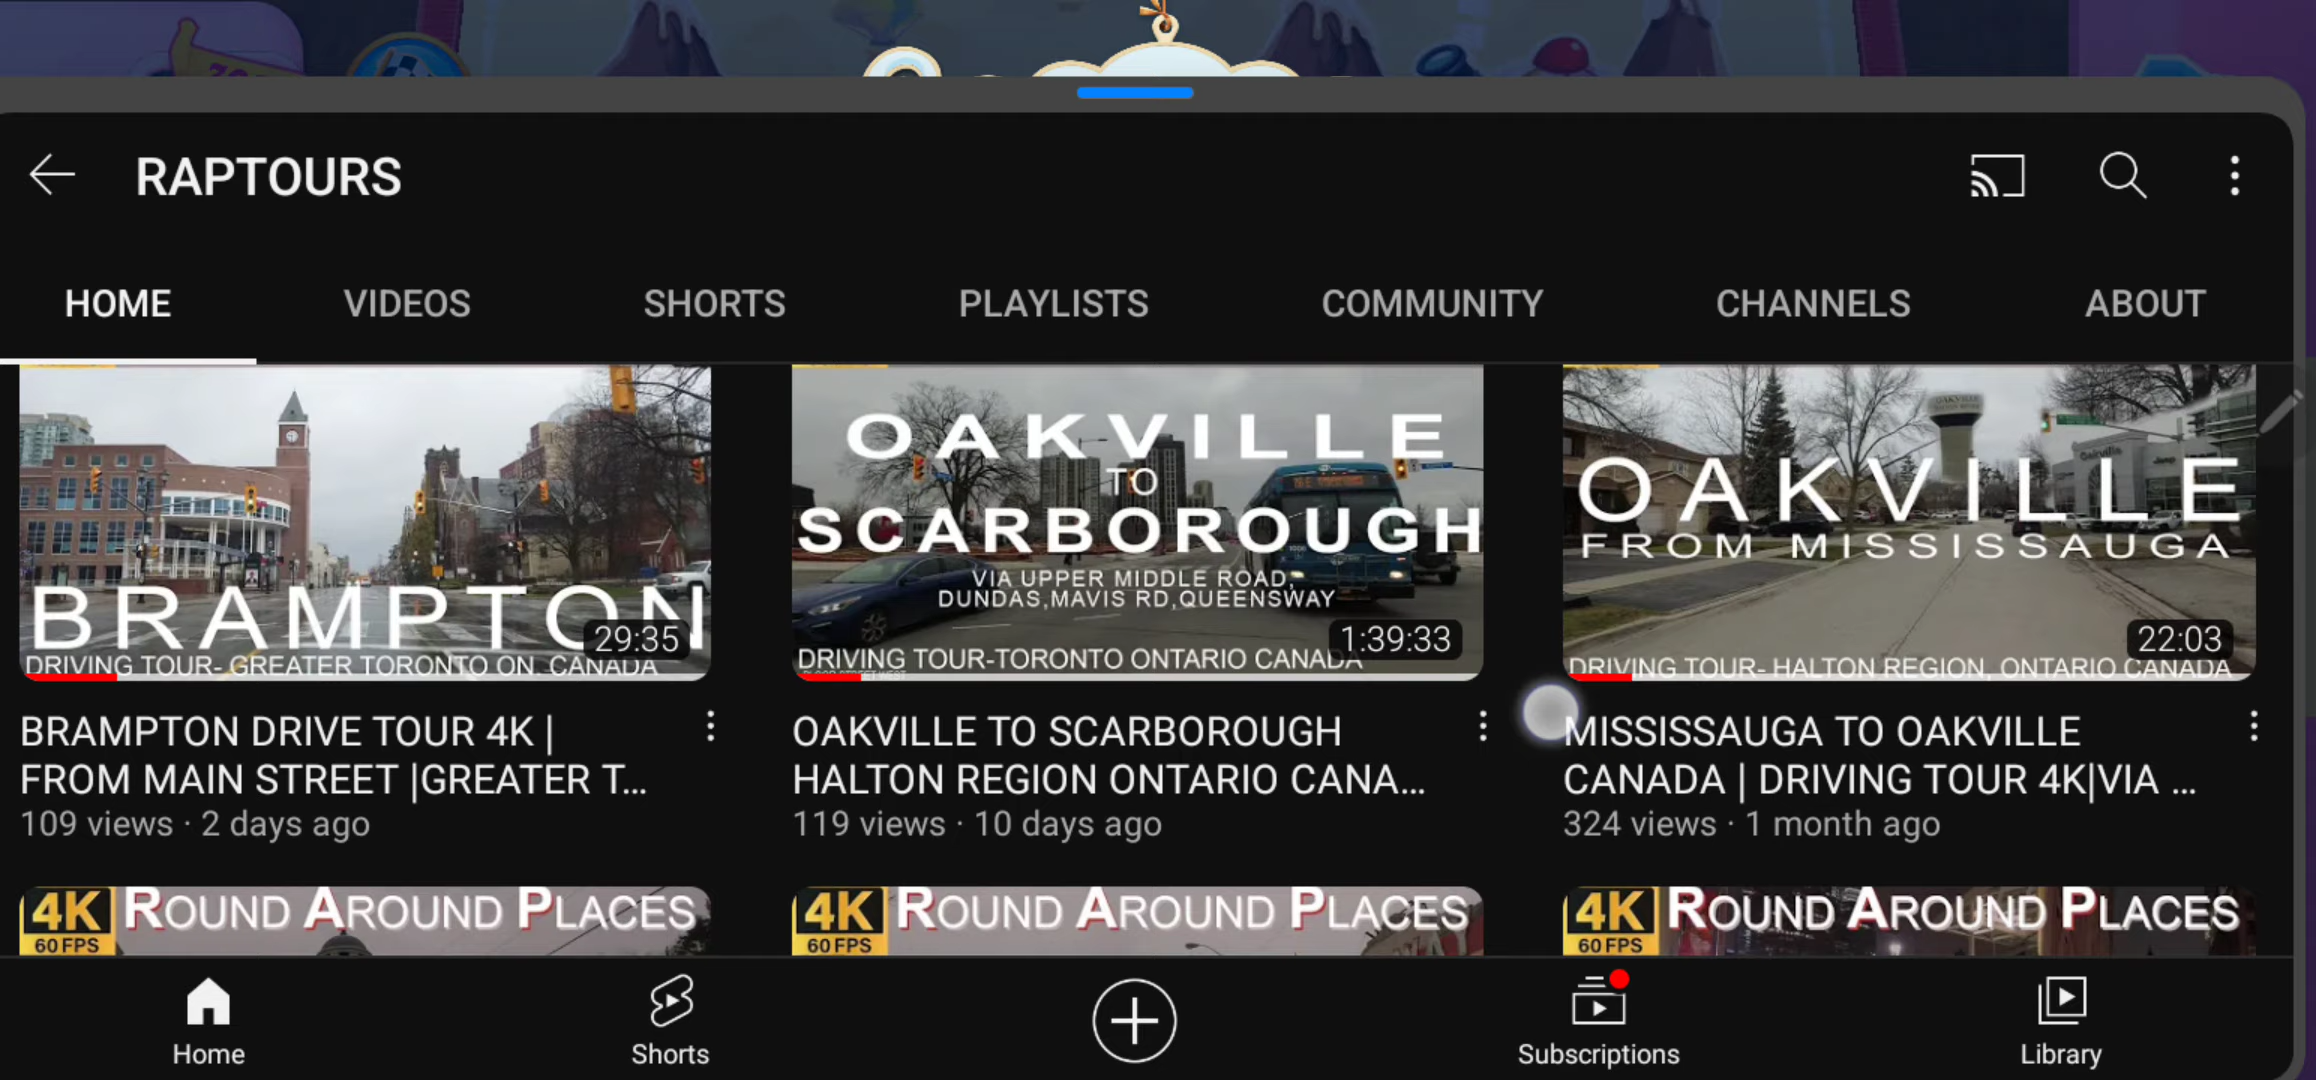 RAPTOURS
HOME
VIDEOS
SHORTS
PLAYLISTS
COMMUNITY
CHANNELS
ABOUT
BRAMPTON
29:35
DRIVING TOUR- GREATER TORONTO ON. CANADA
BRAMPTON DRIVE TOUR 4K |
FROM MAIN STREET |GREATER T...
109 views · 2 days ago
OAKVILLE
TO
SCARBOROUGH
VIA UPPER MIDDLE ROAD,
DUNDAS,MAVIS RD,QUEENSWAY
1:39:33
DRIVING TOUR-TORONTO ONTARIO CANADA
OAKVILLE TO SCARBOROUGH
HALTON REGION ONTARIO CANA...
119 views · 10 days ago
OAKVILLE
FROM MISSISSAUGA
22:03
DRIVING TOUR- HALTON REGION, ONTARIO CANADA
MISSISSAUGA TO OAKVILLE
CANADA | DRIVING TOUR 4K|VIA ...
324 views · 1 month ago
4K
60 FPS
ROUND AROUND PLACES
4K
60 FPS
ROUND AROUND PLACES
4K
60 FPS
ROUND AROUND PLACES
Home
Shorts
Subscriptions
Library